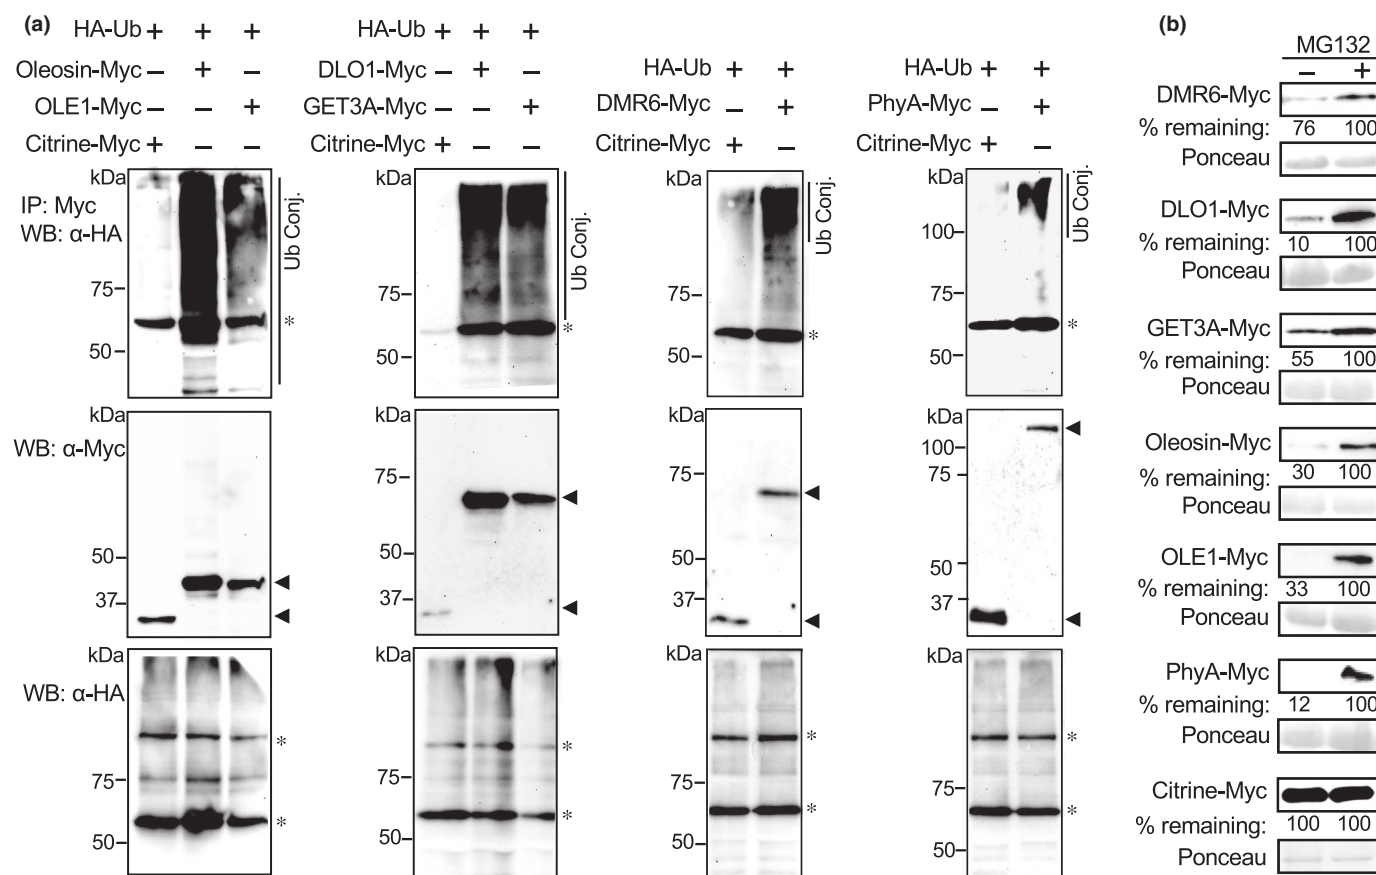 (a)
HA-Ub + + +
Oleosin-Myc – + –
OLE1-Myc – – +
Citrine-Myc + – –
HA-Ub + + +
DLO1-Myc – + –
GET3A-Myc – – +
Citrine-Myc + – –
HA-Ub + +
DMR6-Myc – +
Citrine-Myc + –
HA-Ub + +
PhyA-Myc – +
Citrine-Myc + –
IP: Myc
WB: α-HA
kDa
75
50
Ub Conj.
*
kDa
75
50
Ub Conj.
*
kDa
75
50
Ub Conj.
*
kDa
100
75
50
Ub Conj.
*
WB: α-Myc
kDa
50
37
kDa
75
50
37
kDa
75
50
37
kDa
100
75
50
37
WB: α-HA
kDa
75
50
*
*
kDa
75
50
*
*
kDa
75
50
*
*
kDa
75
50
*
*
(b)
MG132
– +
DMR6-Myc
% remaining: 76 100
Ponceau
DLO1-Myc
% remaining: 10 100
Ponceau
GET3A-Myc
% remaining: 55 100
Ponceau
Oleosin-Myc
% remaining: 30 100
Ponceau
OLE1-Myc
% remaining: 33 100
Ponceau
PhyA-Myc
% remaining: 12 100
Ponceau
Citrine-Myc
% remaining: 100 100
Ponceau